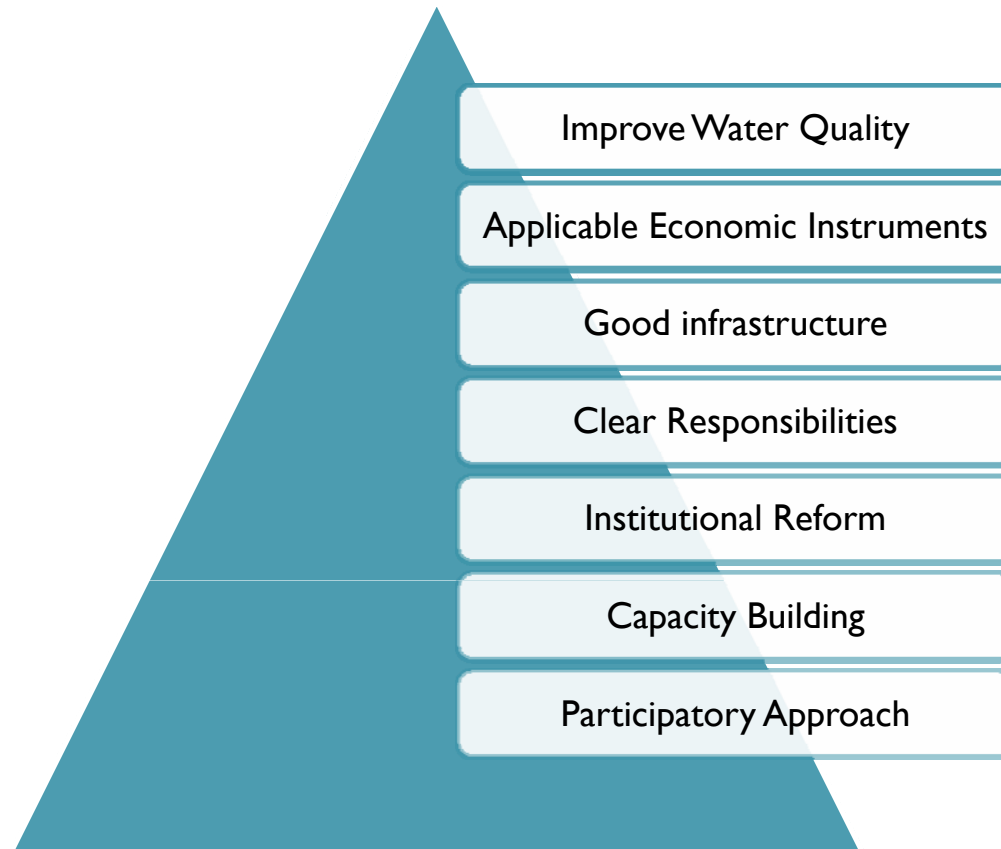 Improve Water Quality
Applicable Economic Instruments
Good infrastructure
Clear Responsibilities
Institutional Reform
Capacity Building
Participatory Approach